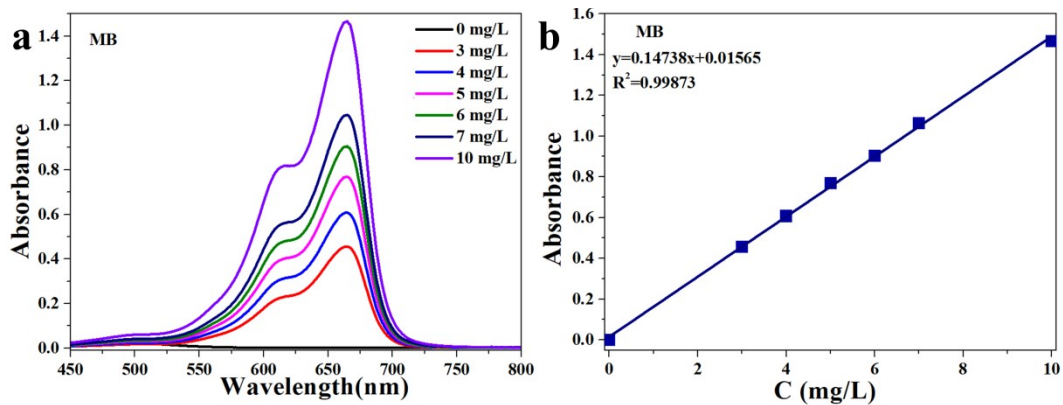 a
MB
0 mg/L
3 mg/L
4 mg/L
5 mg/L
6 mg/L
7 mg/L
10 mg/L
Absorbance
1.4
1.2
1.0
0.8
0.6
0.4
0.2
0.0
450 500 550 600 650 700 750 800
Wavelength(nm)
b
MB
y=0.14738x+0.01565
R²=0.99873
Absorbance
1.6
1.4
1.2
1.0
0.8
0.6
0.4
0.2
0.0
0 2 4 6 8 10
C (mg/L)